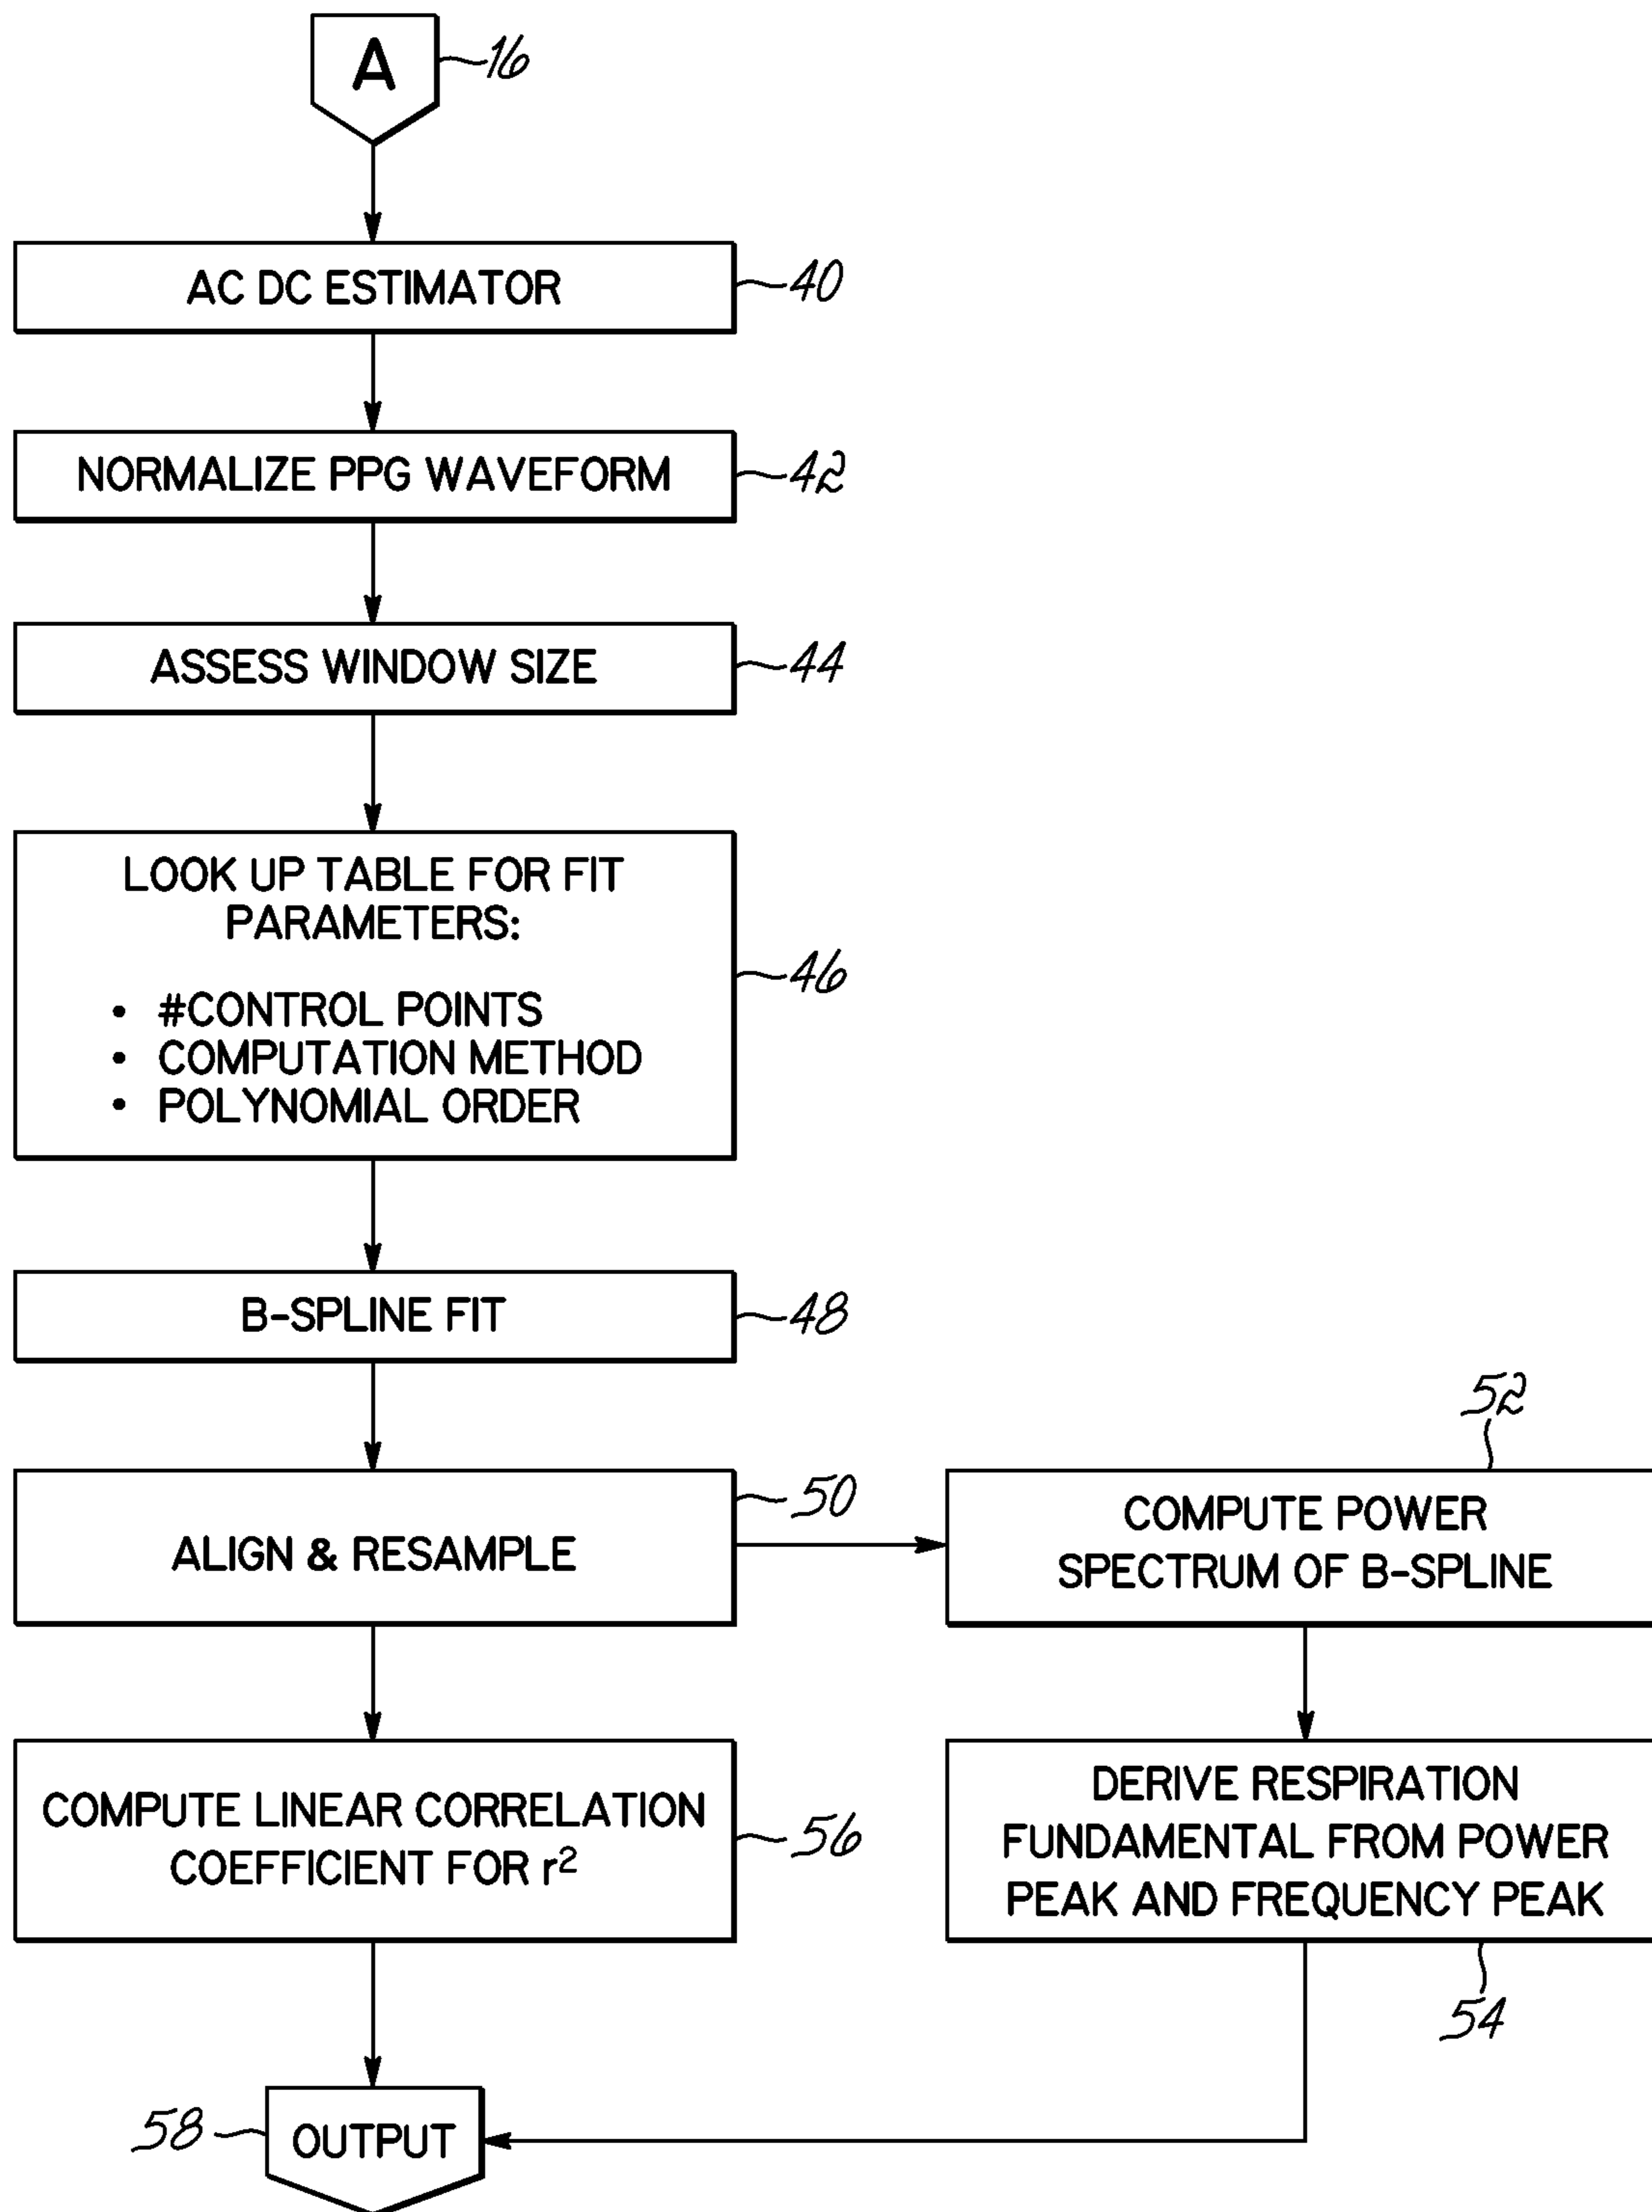 A
16
AC DC ESTIMATOR
40
NORMALIZE PPG WAVEFORM
42
ASSESS WINDOW SIZE
44
LOOK UP TABLE FOR FIT
PARAMETERS:
• #CONTROL POINTS
• COMPUTATION METHOD
• POLYNOMIAL ORDER
46
B-SPLINE FIT
48
ALIGN & RESAMPLE
50
COMPUTE POWER
SPECTRUM OF B-SPLINE
52
COMPUTE LINEAR CORRELATION
COEFFICIENT FOR r²
56
DERIVE RESPIRATION
FUNDAMENTAL FROM POWER
PEAK AND FREQUENCY PEAK
54
OUTPUT
58